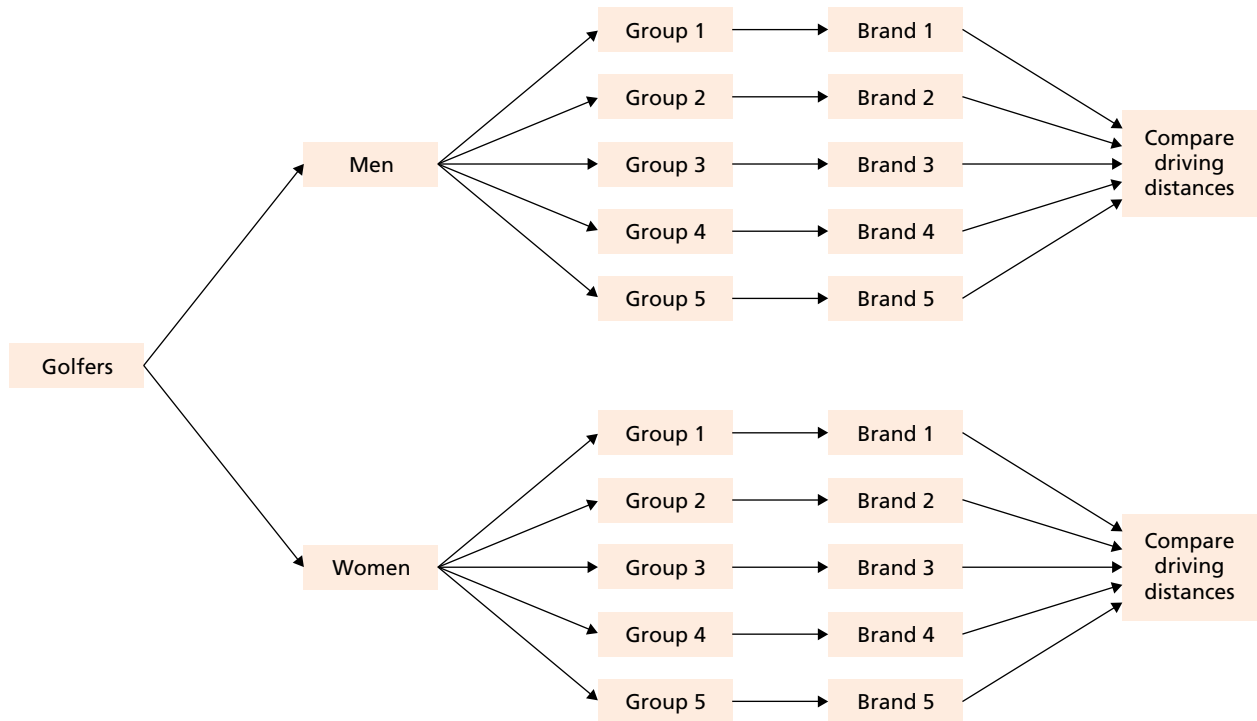 Group 1
Brand 1
Group 2
Brand 2
Compare
driving
distances
Men
Group 3
Brand 3
Group 4
Brand 4
Group 5
Brand 5
Golfers
Group 1
Brand 1
Group 2
Brand 2
Compare
driving
distances
Women
Group 3
Brand 3
Group 4
Brand 4
Group 5
Brand 5